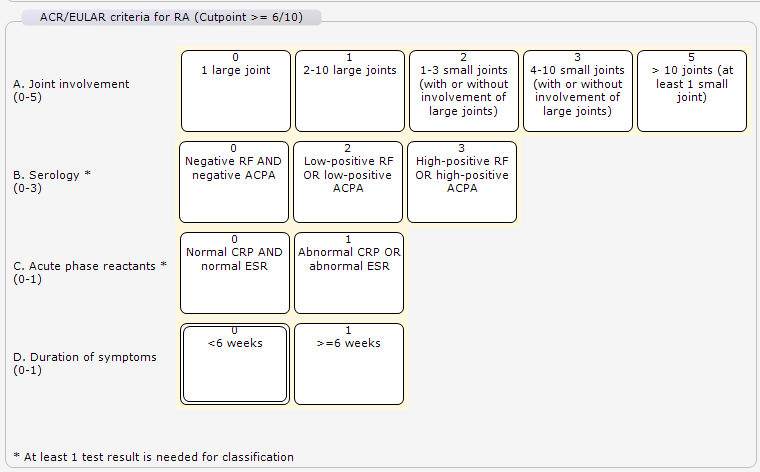 ACR/EULAR criteria for RA (Cutpoint >= 6/10)
A. Joint involvement
(0-5)
0
1 large joint
1
2-10 large joints
2
1-3 small joints
(with or without
involvement of
large joints)
3
4-10 small joints
(with or without
involvement of
large joints)
5
> 10 joints (at
least 1 small
joint)
B. Serology *
(0-3)
0
Negative RF AND
negative ACPA
2
Low-positive RF
OR low-positive
ACPA
3
High-positive RF
OR high-positive
ACPA
C. Acute phase reactants *
(0-1)
0
Normal CRP AND
normal ESR
1
Abnormal CRP OR
abnormal ESR
D. Duration of symptoms
(0-1)
0
<6 weeks
1
>=6 weeks
* At least 1 test result is needed for classification